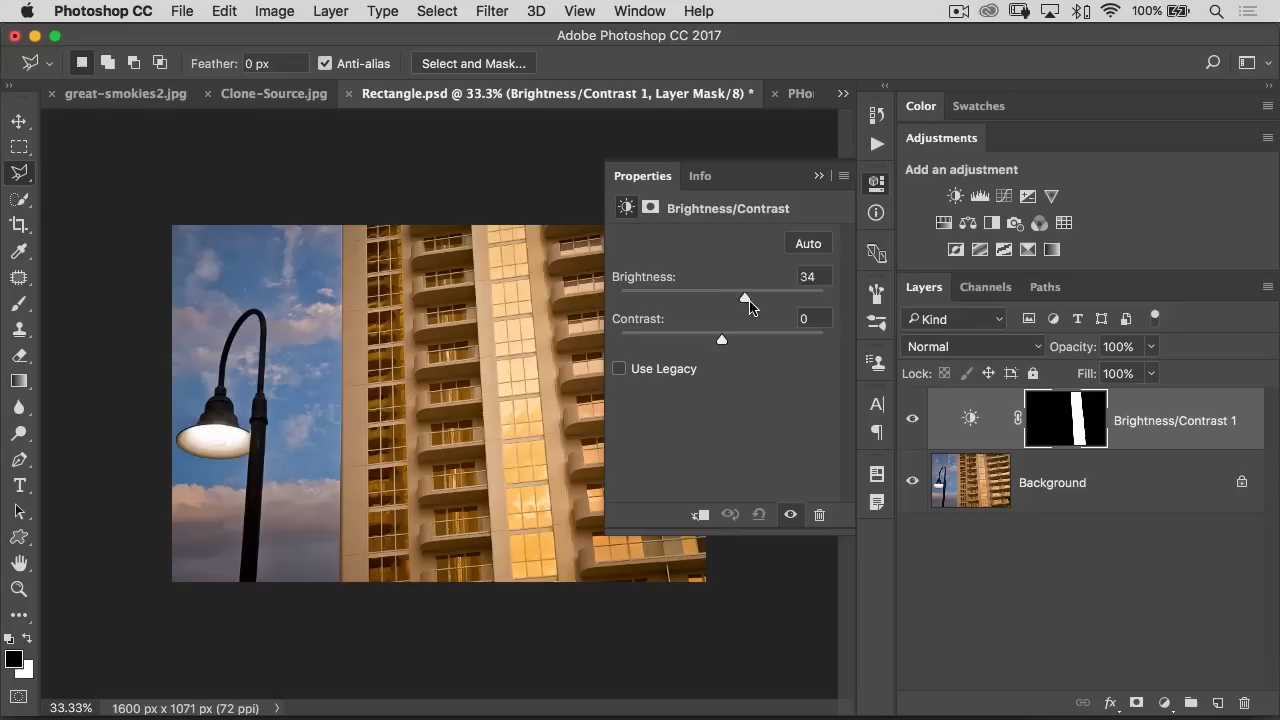 Photoshop CC File Edit Image Layer Type Select Filter 3D View Window Help 100%
Adobe Photoshop CC 2017
Feather: 0 px Anti-alias Select and Mask...
great-smokies2.jpg Clone-Source.jpg Rectangle.psd @ 33.3% (Brightness/Contrast 1, Layer Mask/8) * PHo
Color Swatches
Adjustments
Add an adjustment
Properties Info
Brightness/Contrast
Auto
Brightness: 34
Contrast: 0
Use Legacy
Layers Channels Paths
Kind
Normal Opacity: 100%
Lock: Fill: 100%
Brightness/Contrast 1
Background
33.33% 1600 px x 1071 px (72 ppi)